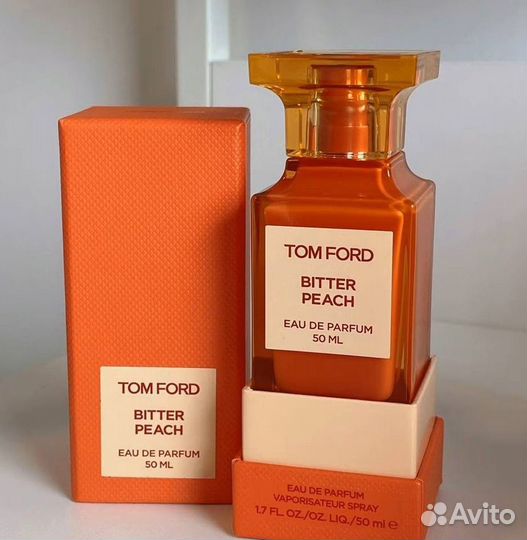 TOM FORD
BITTER
PEACH
EAU DE PARFUM
50 ML
TOM FORD
BITTER
PEACH
EAU DE PARFUM
50 ML
EAU DE PARFUM
VAPORISATEUR SPRAY
1.7 FL. OZ./OZ. LIQ./50 ml ℮
Avito